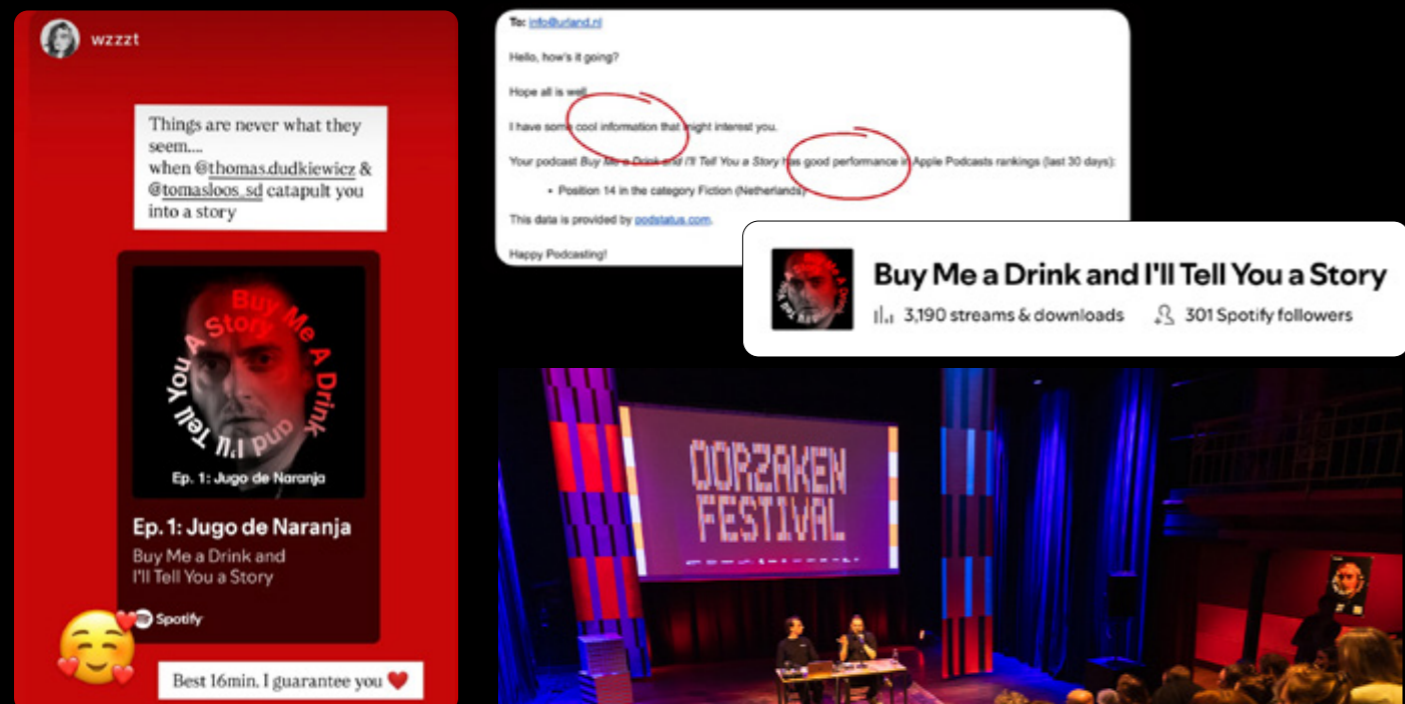 wzzzt
Things are never what they
seem....
when @thomas.dudkiewicz &
@tomasloos_sd catapult you
into a story
Buy Me A Drink and I'll Tell You A Story
Ep. 1: Jugo de Naranja
Ep. 1: Jugo de Naranja
Buy Me a Drink and
I'll Tell You a Story
Spotify
Best 16min. I guarantee you ❤️
To: info@urland.nl
Hello, how's it going?
Hope all is well
I have some cool information that might interest you.
Your podcast Buy Me a Drink and I'll Tell You a Story has good performance in Apple Podcasts rankings (last 30 days):
• Position 14 in the category Fiction (Netherlands)
This data is provided by podstatus.com.
Happy Podcasting!
Buy Me a Drink and I'll Tell You a Story
3,190 streams & downloads 301 Spotify followers
OORZAKEN
FESTIVAL